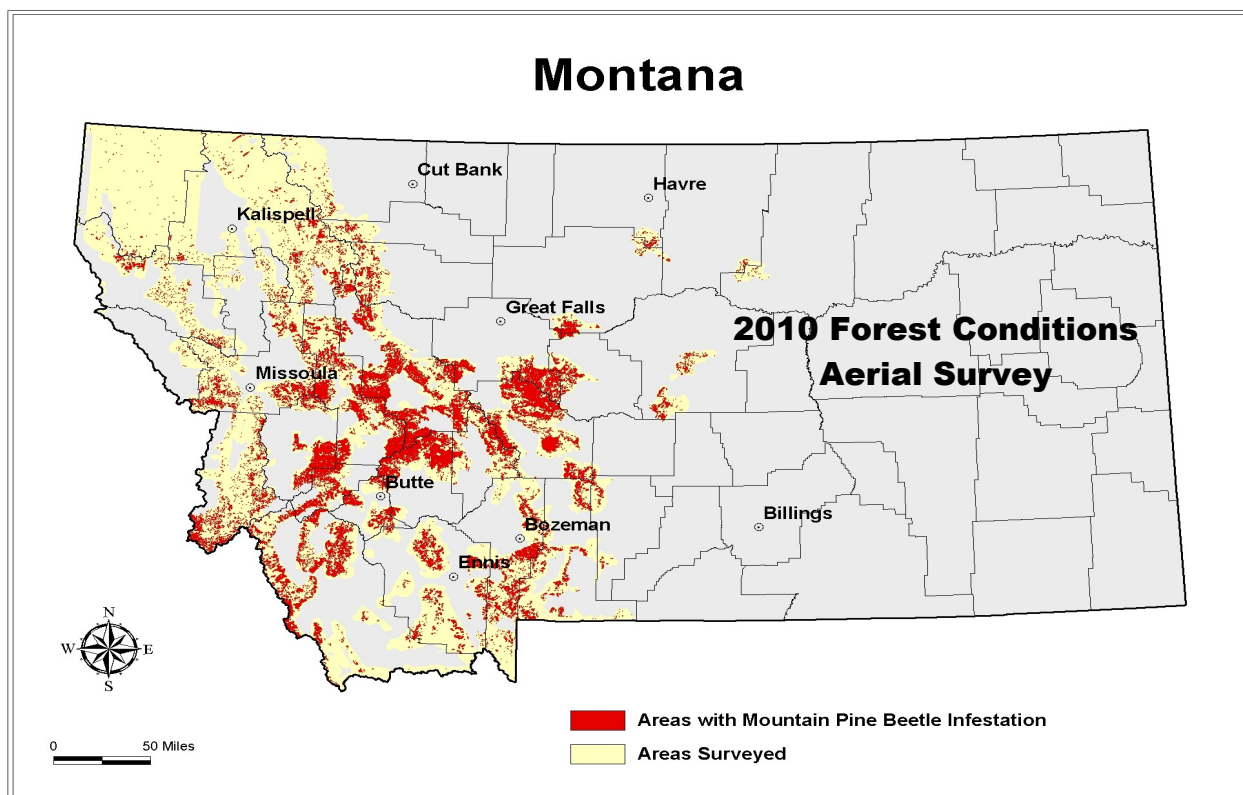 Montana
Cut Bank
Havre
Kalispell
Great Falls
2010 Forest Conditions
Aerial Survey
Missoula
Butte
Billings
Bozeman
Ennis
N
W E
S
Areas with Mountain Pine Beetle Infestation
0 50 Miles
Areas Surveyed